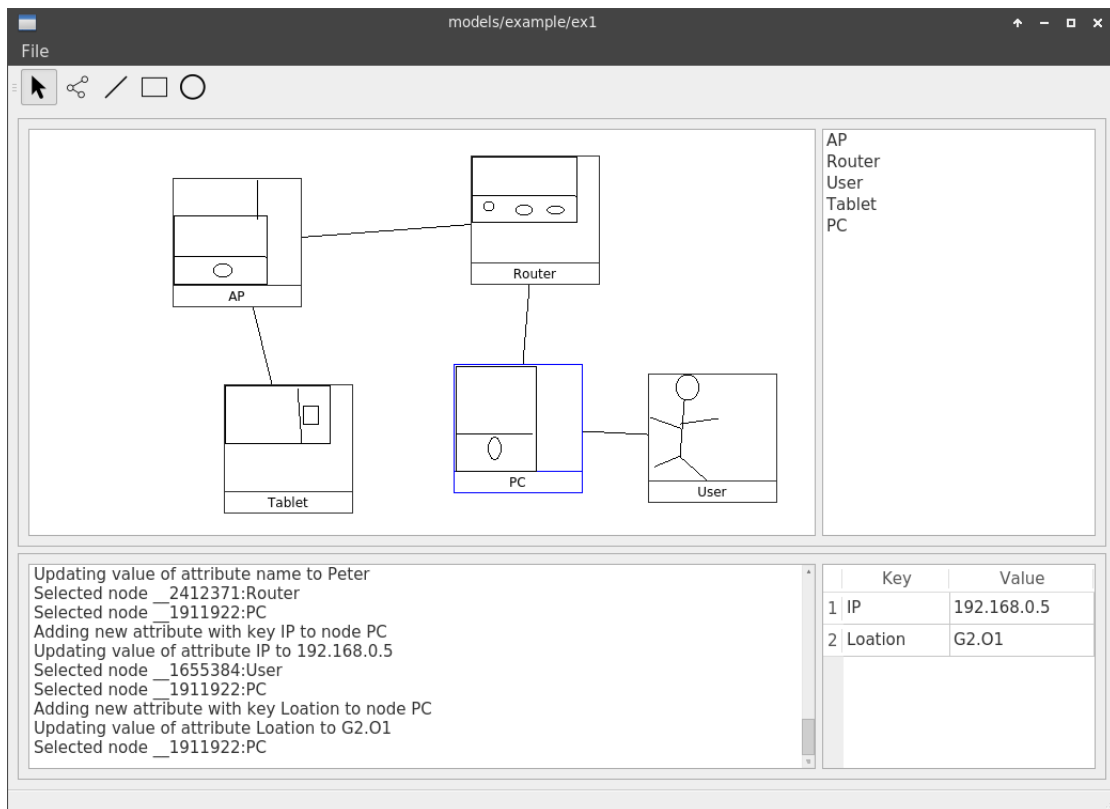 models/example/ex1
File
AP
Router
User
Tablet
PC
Router
AP
PC
User
Tablet
Updating value of attribute name to Peter
Selected node __2412371:Router
Selected node __1911922:PC
Adding new attribute with key IP to node PC
Updating value of attribute IP to 192.168.0.5
Selected node __1655384:User
Selected node __1911922:PC
Adding new attribute with key Loation to node PC
Updating value of attribute Loation to G2.O1
Selected node __1911922:PC
Key Value
1 IP 192.168.0.5
2 Loation G2.O1